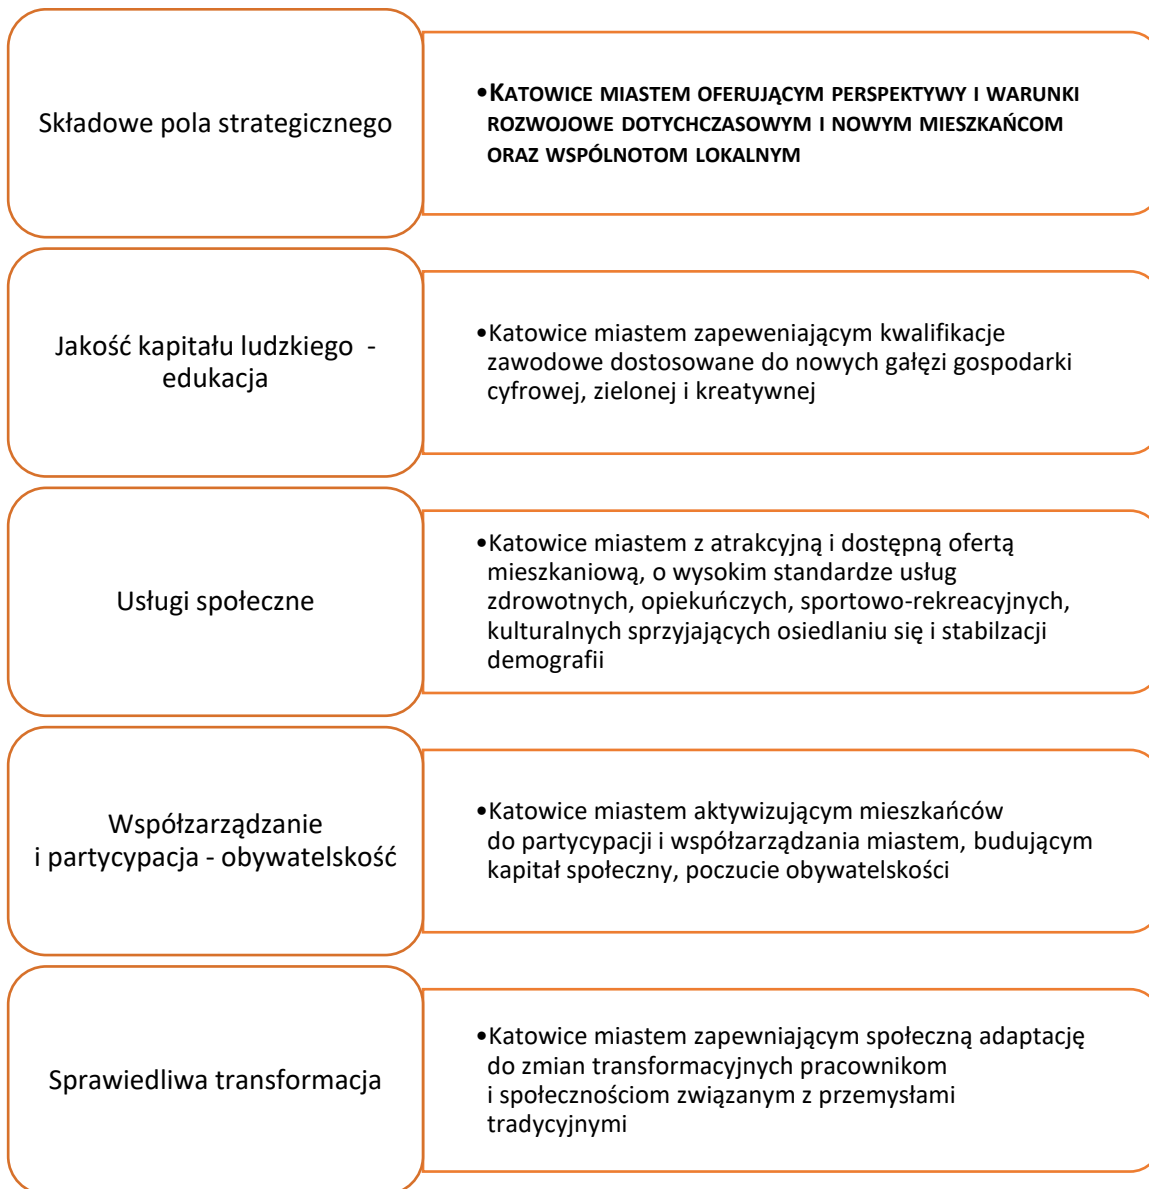 Składowe pola strategicznego
•KATOWICE MIASTEM OFERUJĄCYM PERSPEKTYWY I WARUNKI
ROZWOJOWE DOTYCHCZASOWYM I NOWYM MIESZKAŃCOM
ORAZ WSPÓLNOTOM LOKALNYM
Jakość kapitału ludzkiego -
edukacja
•Katowice miastem zapeweniającym kwalifikacje
zawodowe dostosowane do nowych gałęzi gospodarki
cyfrowej, zielonej i kreatywnej
Usługi społeczne
•Katowice miastem z atrakcyjną i dostępną ofertą
mieszkaniową, o wysokim standardze usług
zdrowotnych, opiekuńczych, sportowo-rekreacyjnych,
kulturalnych sprzyjających osiedlaniu się i stabilzacji
demografii
Współzarządzanie
i partycypacja - obywatelskość
•Katowice miastem aktywizującym mieszkańców
do partycypacji i współzarządzania miastem, budującym
kapitał społeczny, poczucie obywatelskości
Sprawiedliwa transformacja
•Katowice miastem zapewniającym społeczną adaptację
do zmian transformacyjnych pracownikom
i społecznościom związanym z przemysłami
tradycyjnymi